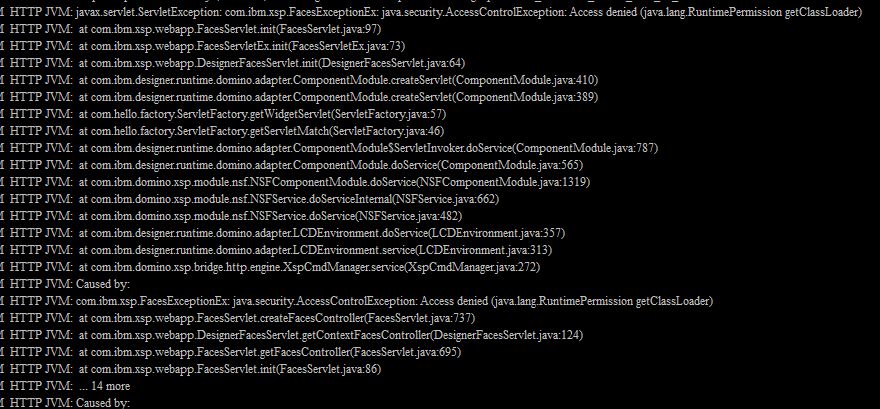 M HTTP JVM: javax.servlet.ServletException: com.ibm.xsp.FacesExceptionEx: java.security.AccessControlException: Access denied (java.lang.RuntimePermission getClassLoader)
M HTTP JVM: at com.ibm.xsp.webapp.FacesServlet.init(FacesServlet.java:97)
M HTTP JVM: at com.ibm.xsp.webapp.FacesServletEx.init(FacesServletEx.java:73)
M HTTP JVM: at com.ibm.xsp.webapp.DesignerFacesServlet.init(DesignerFacesServlet.java:64)
M HTTP JVM: at com.ibm.designer.runtime.domino.adapter.ComponentModule.createServlet(ComponentModule.java:410)
M HTTP JVM: at com.ibm.designer.runtime.domino.adapter.ComponentModule.createServlet(ComponentModule.java:389)
M HTTP JVM: at com.hello.factory.ServletFactory.getWidgetServlet(ServletFactory.java:57)
M HTTP JVM: at com.hello.factory.ServletFactory.getServletMatch(ServletFactory.java:46)
M HTTP JVM: at com.ibm.designer.runtime.domino.adapter.ComponentModule$ServletInvoker.doService(ComponentModule.java:787)
M HTTP JVM: at com.ibm.designer.runtime.domino.adapter.ComponentModule.doService(ComponentModule.java:565)
M HTTP JVM: at com.ibm.domino.xsp.module.nsf.NSFComponentModule.doService(NSFComponentModule.java:1319)
M HTTP JVM: at com.ibm.domino.xsp.module.nsf.NSFService.doServiceInternal(NSFService.java:662)
M HTTP JVM: at com.ibm.domino.xsp.module.nsf.NSFService.doService(NSFService.java:482)
M HTTP JVM: at com.ibm.designer.runtime.domino.adapter.LCDEnvironment.doService(LCDEnvironment.java:357)
M HTTP JVM: at com.ibm.designer.runtime.domino.adapter.LCDEnvironment.service(LCDEnvironment.java:313)
M HTTP JVM: at com.ibm.domino.xsp.bridge.http.engine.XspCmdManager.service(XspCmdManager.java:272)
M HTTP JVM: Caused by:
M HTTP JVM: com.ibm.xsp.FacesExceptionEx: java.security.AccessControlException: Access denied (java.lang.RuntimePermission getClassLoader)
M HTTP JVM: at com.ibm.xsp.webapp.FacesServlet.createFacesController(FacesServlet.java:737)
M HTTP JVM: at com.ibm.xsp.webapp.DesignerFacesServlet.getContextFacesController(DesignerFacesServlet.java:124)
M HTTP JVM: at com.ibm.xsp.webapp.FacesServlet.getFacesController(FacesServlet.java:695)
M HTTP JVM: at com.ibm.xsp.webapp.FacesServlet.init(FacesServlet.java:86)
M HTTP JVM: ... 14 more
M HTTP JVM: Caused by: